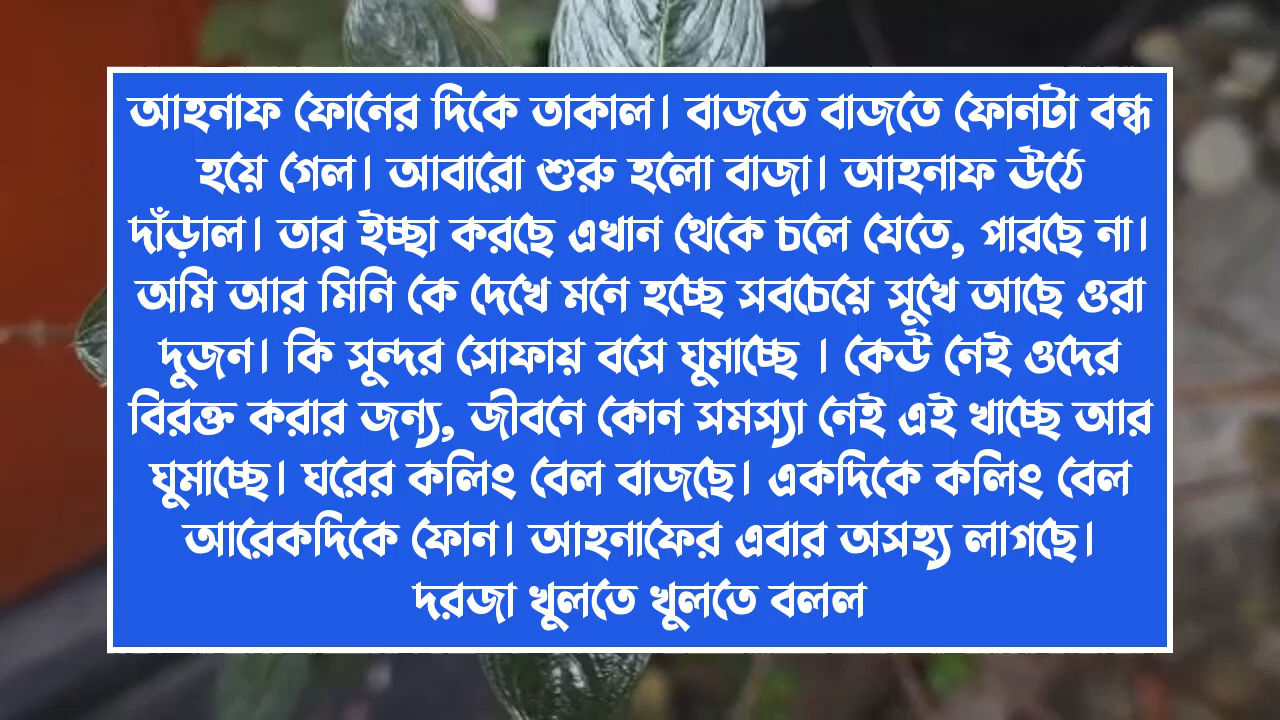 আহনাফ ফোনের দিকে তাকাল। বাজতে বাজতে ফোনটা বন্ধ
হয়ে গেল। আবারো শুরু হলো বাজা। আহনাফ উঠে
দাঁড়াল। তার ইচ্ছা করছে এখান থেকে চলে যেতে, পারছে না।
অমি আর মিনি কে দেখে মনে হচ্ছে সবচেয়ে সুখে আছে ওরা
দুজন। কি সুন্দর সোফায় বসে ঘুমাচ্ছে । কেউ নেই ওদের
বিরক্ত করার জন্য, জীবনে কোন সমস্যা নেই এই খাচ্ছে আর
ঘুমাচ্ছে। ঘরের কলিং বেল বাজছে। একদিকে কলিং বেল
আরেকদিকে ফোন। আহনাফের এবার অসহ্য লাগছে।
দরজা খুলতে খুলতে বলল